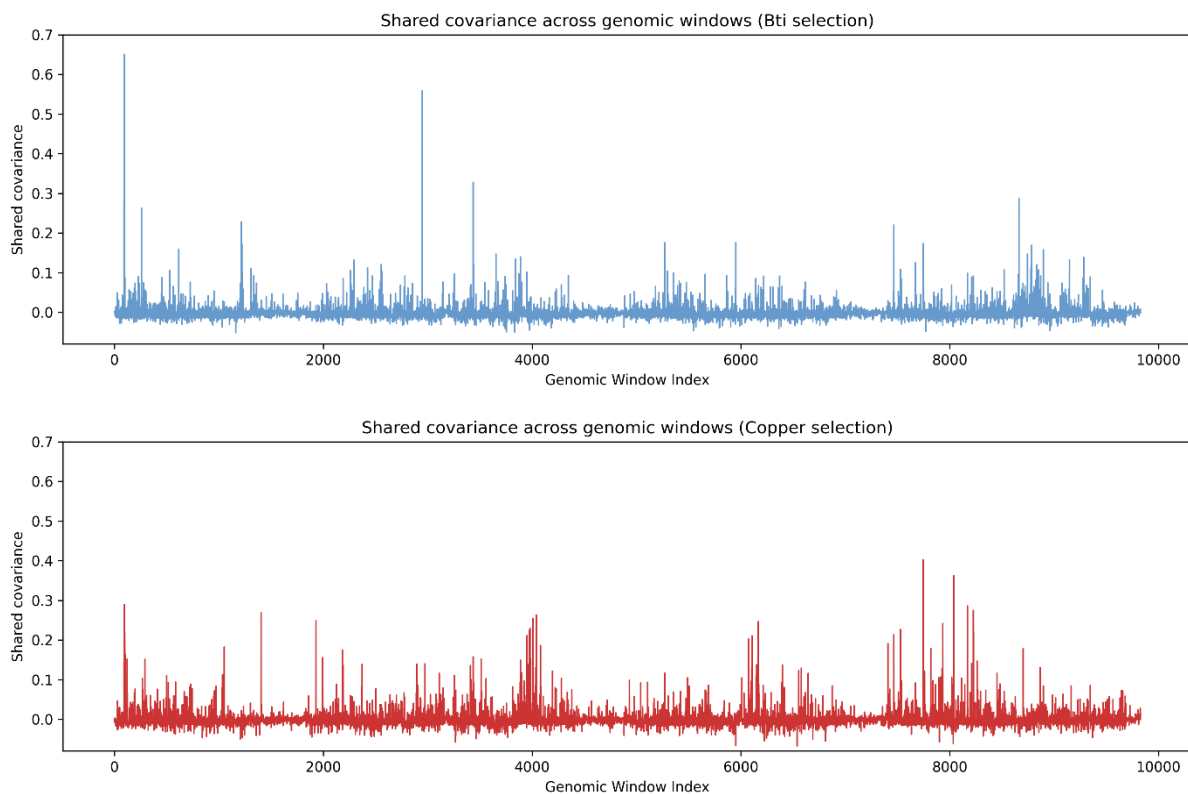 Shared covariance across genomic windows (Bti selection)
0.7
0.6
0.5
0.4
0.3
0.2
0.1
0.0
Shared covariance
0 2000 4000 6000 8000 10000
Genomic Window Index
Shared covariance across genomic windows (Copper selection)
0.7
0.6
0.5
0.4
0.3
0.2
0.1
0.0
Shared covariance
0 2000 4000 6000 8000 10000
Genomic Window Index